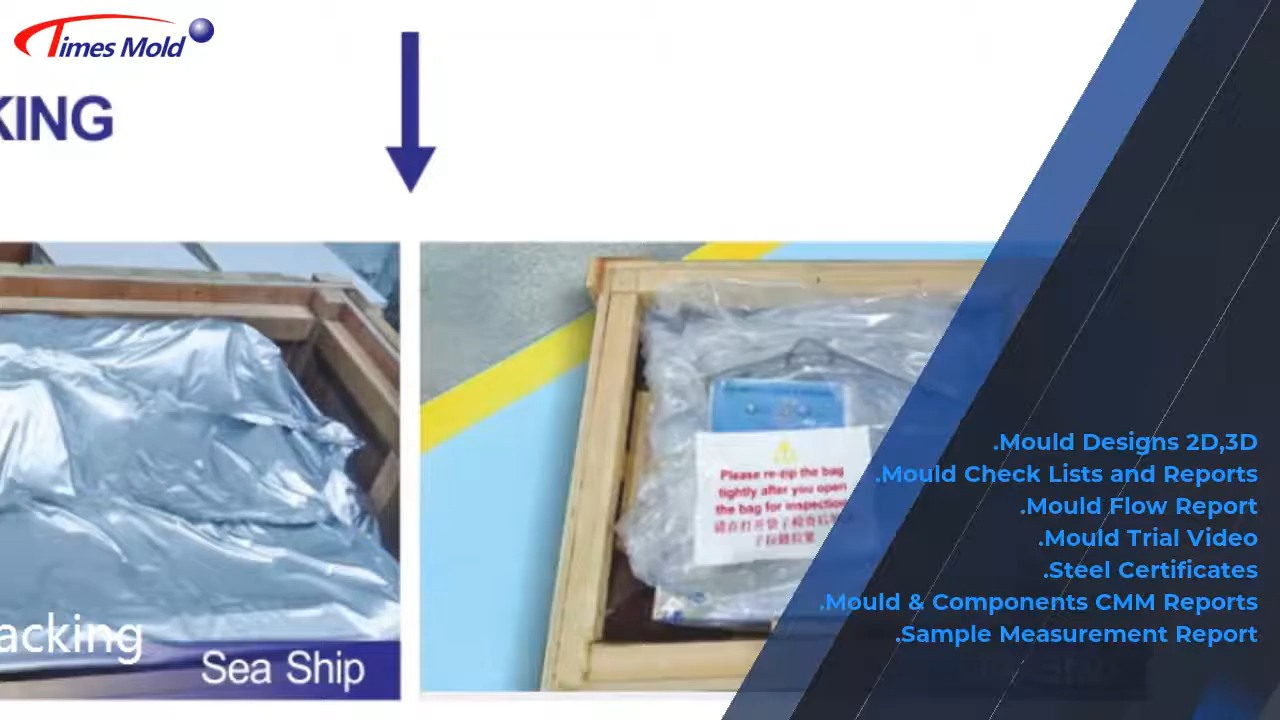 Times Mold
KING
acking
Sea Ship
Please re-zip the bag
tightly after you open
the bag for inspection
.Mould Designs 2D,3D
.Mould Check Lists and Reports
.Mould Flow Report
.Mould Trial Video
.Steel Certificates
.Mould & Components CMM Reports
.Sample Measurement Report